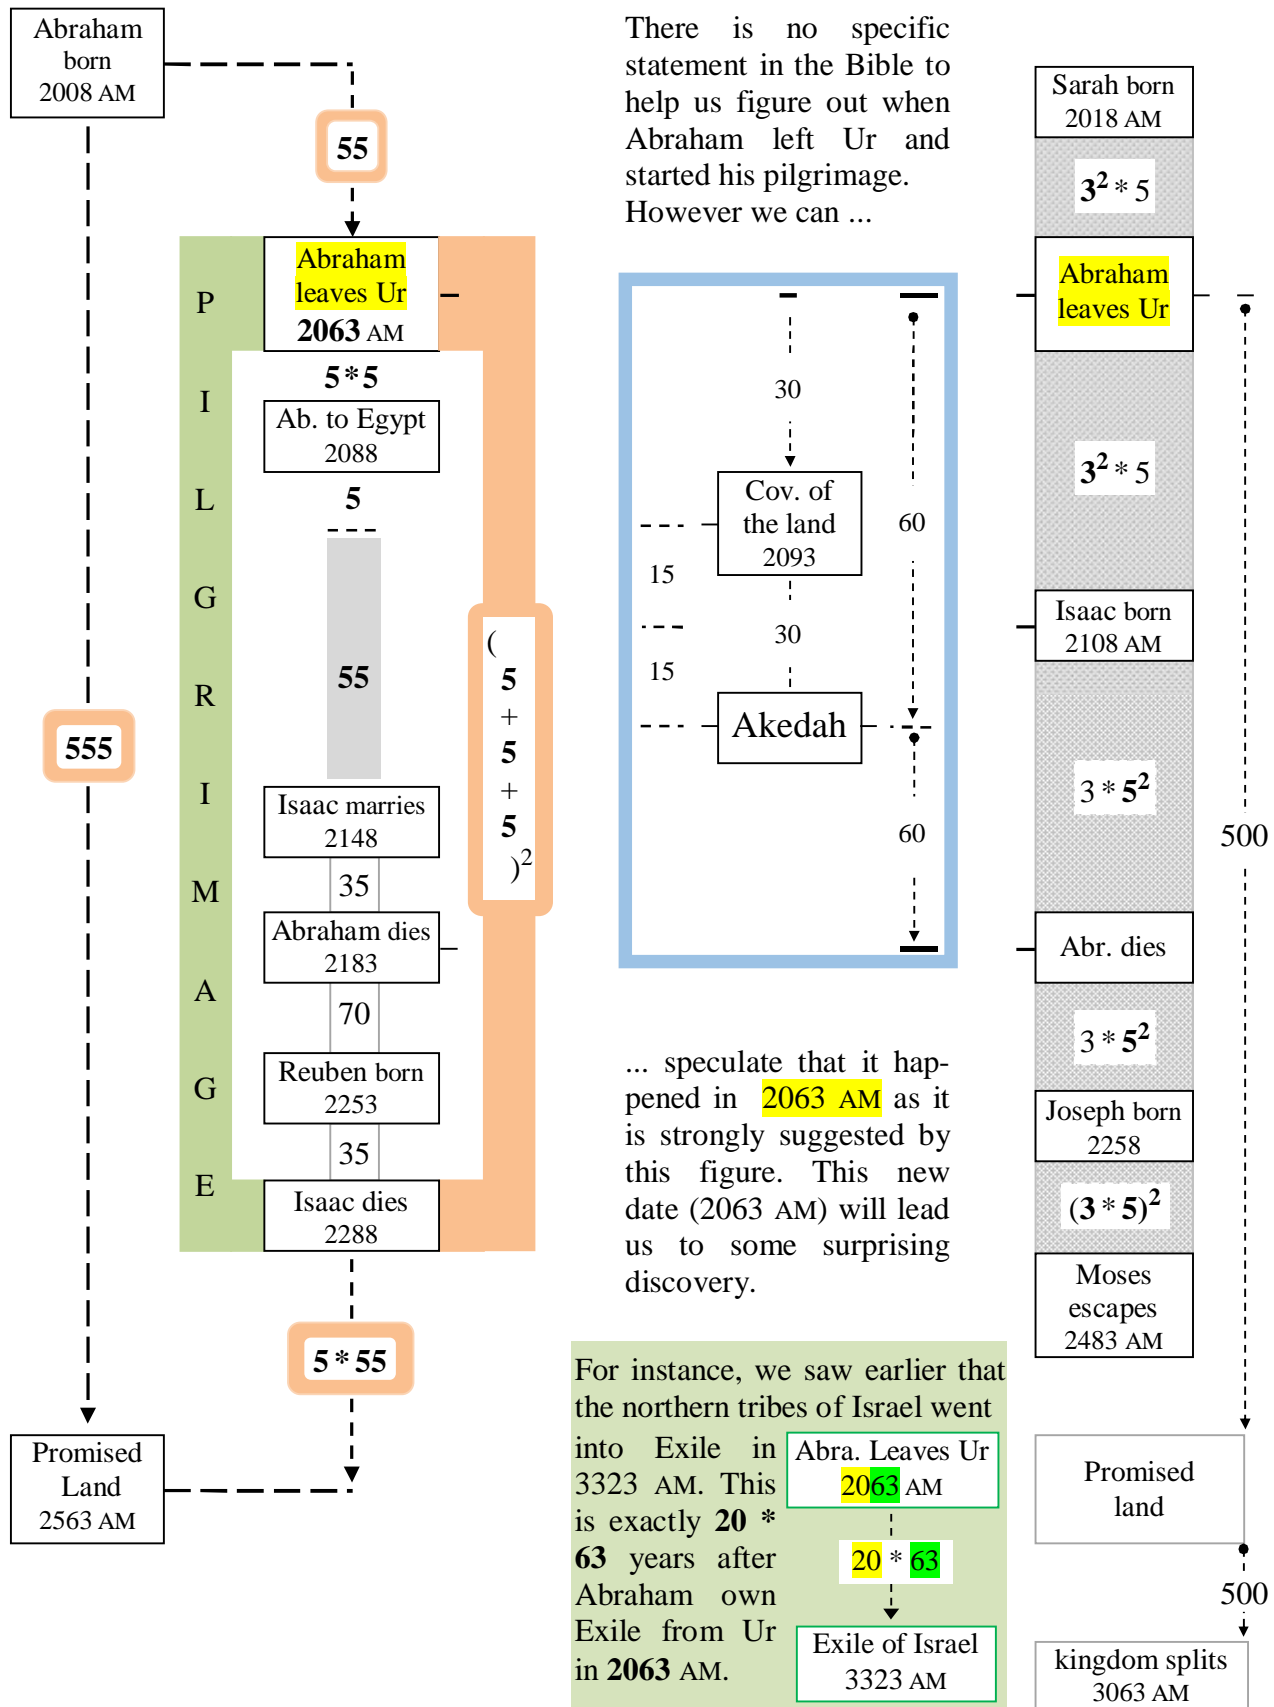 Abraham
born
2008 AM
55
555
Promised
Land
2563 AM
P
I
L
G
R
I
M
A
G
E
Abraham
leaves Ur
2063 AM
5*5
Ab. to Egypt
2088
5
55
Isaac marries
2148
35
Abraham dies
2183
70
Reuben born
2253
35
Isaac dies
2288
5 * 55
(
5
+
5
+
5
)²
There is no specific
statement in the Bible to
help us figure out when
Abraham left Ur and
started his pilgrimage.
However we can ...
30
Cov. of
the land
2093
15
30
15
Akedah
60
60
... speculate that it hap-
pened in 2063 AM as it
is strongly suggested by
this figure. This new
date (2063 AM) will lead
us to some surprising
discovery.
For instance, we saw earlier that
the northern tribes of Israel went
into Exile in
3323 AM. This
is exactly 20 *
63 years after
Abraham own
Exile from Ur
in 2063 AM.
Abra. Leaves Ur
2063 AM
20 * 63
Exile of Israel
3323 AM
Sarah born
2018 AM
3² * 5
Abraham
leaves Ur
3² * 5
Isaac born
2108 AM
3 * 5²
Abr. dies
3 * 5²
Joseph born
2258
(3 * 5)²
Moses
escapes
2483 AM
500
Promised
land
500
kingdom splits
3063 AM